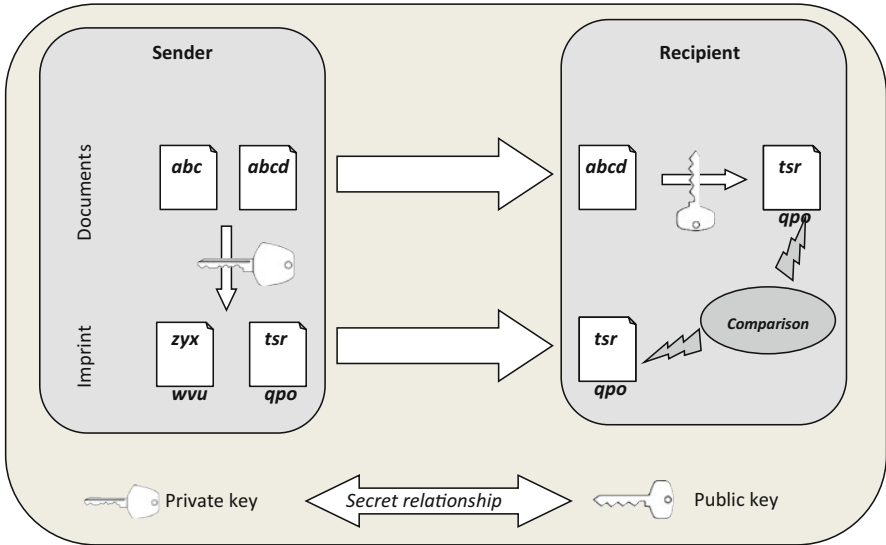 Sender
Recipient
Documents
abc
abcd
abcd
tsr
qpo
Imprint
zyx
wvu
tsr
qpo
tsr
qpo
Comparison
Private key
Secret relationship
Public key